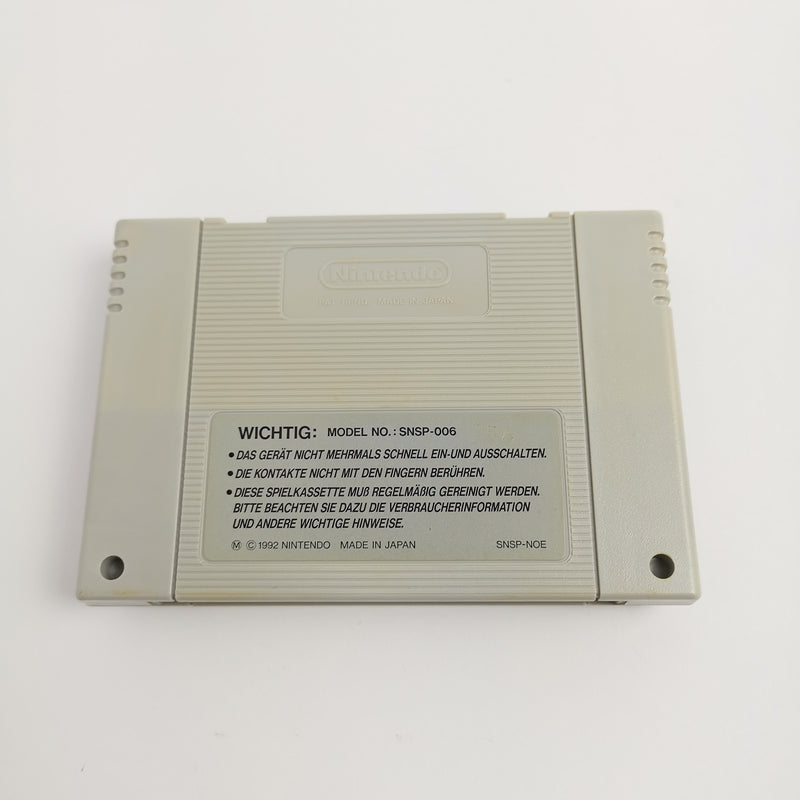 Nintendo
PAT. PEND. MADE IN JAPAN
WICHTIG: MODEL NO.: SNSP-006
• DAS GERÄT NICHT MEHRMALS SCHNELL EIN-UND AUSSCHALTEN.
• DIE KONTAKTE NICHT MIT DEN FINGERN BERÜHREN.
• DIESE SPIELKASSETTE MUß REGELMÄßIG GEREINIGT WERDEN.
BITTE BEACHTEN SIE DAZU DIE VERBRAUCHERINFORMATION
UND ANDERE WICHTIGE HINWEISE.
Ⓜ © 1992 NINTENDO MADE IN JAPAN SNSP-NOE